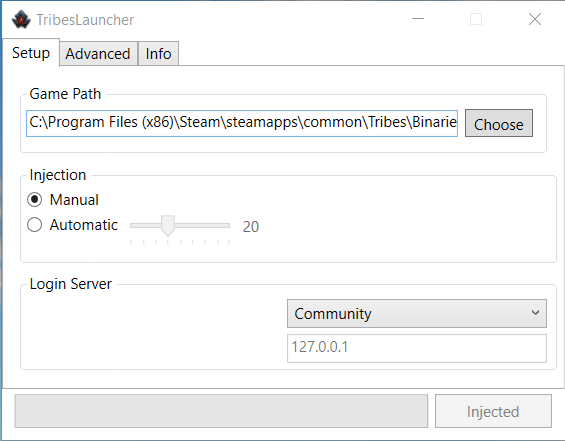 TribesLauncher
Setup Advanced Info
Game Path
C:\Program Files (x86)\Steam\steamapps\common\Tribes\Binarie
Choose
Injection
Manual
Automatic 20
Login Server
Community
127.0.0.1
Injected